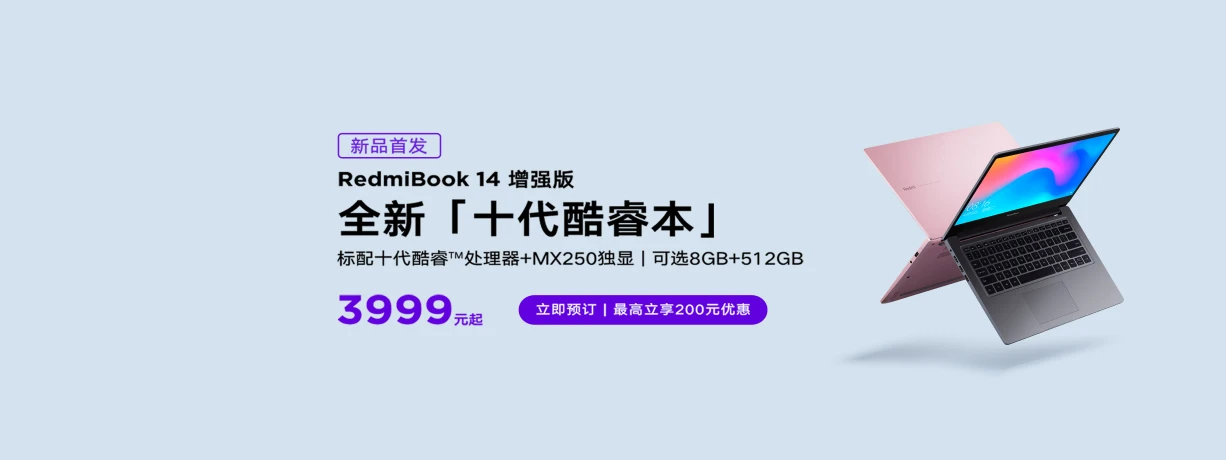 新品首发
RedmiBook 14 增强版
全新「十代酷睿本」
标配十代酷睿™处理器+MX250独显 | 可选8GB+512GB
3999元起
立即预订 | 最高立享200元优惠
Redmi